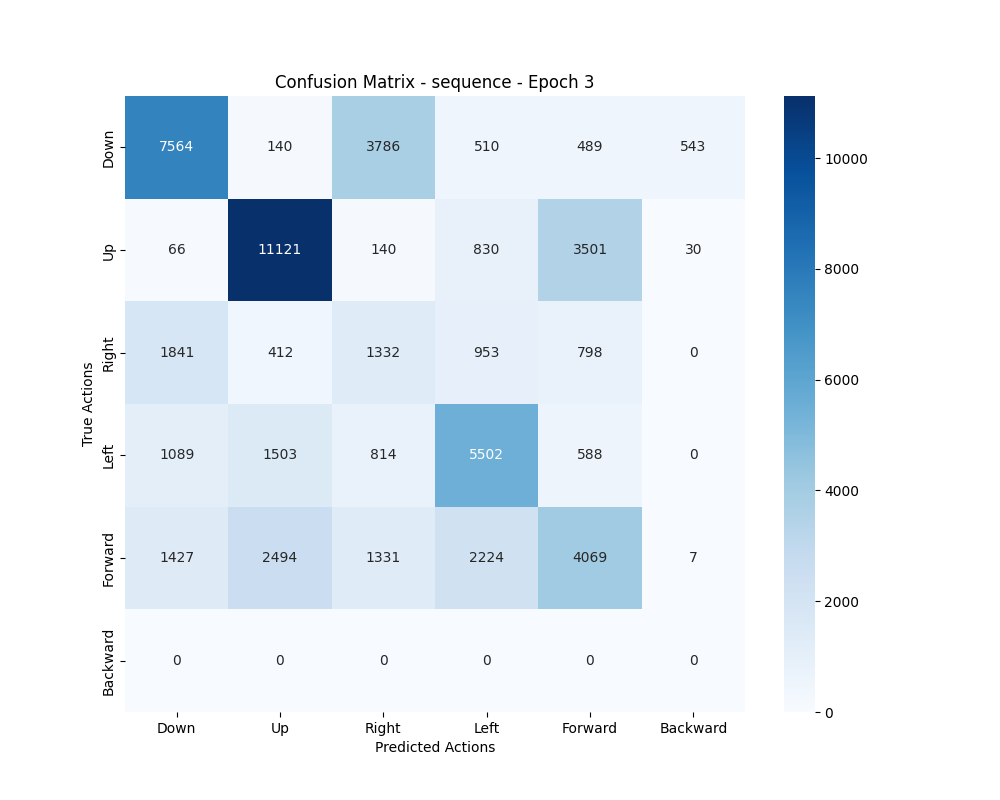 Confusion Matrix - sequence - Epoch 3
Down 7564 140 3786 510 489 543
Up 66 11121 140 830 3501 30
Right 1841 412 1332 953 798 0
Left 1089 1503 814 5502 588 0
Forward 1427 2494 1331 2224 4069 7
Backward 0 0 0 0 0 0
Down Up Right Left Forward Backward
Predicted Actions
True Actions
10000
8000
6000
4000
2000
0